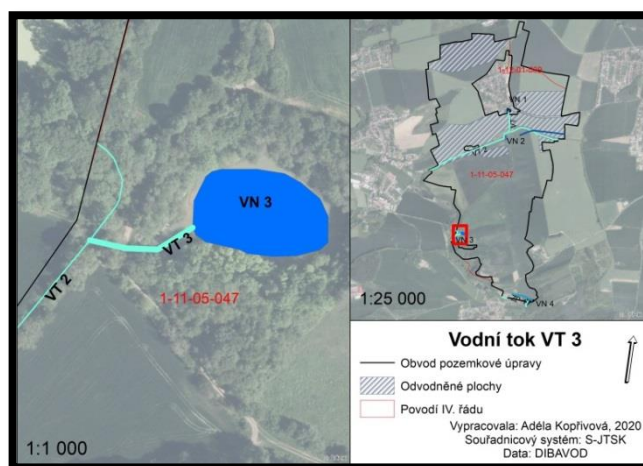 VN 3
VT 3
VT 2
1-11-05-047
1:1 000
VN 1
VN 2
VT 2
1-11-05-047
VN 3
VN 4
1:25 000
Vodní tok VT 3
Obvod pozemkové úpravy
Odvodněné plochy
Povodí IV. řádu
Vypracovala: Adéla Kopřivová, 2020
Souřadnicový systém: S-JTSK
Data: DIBAVOD